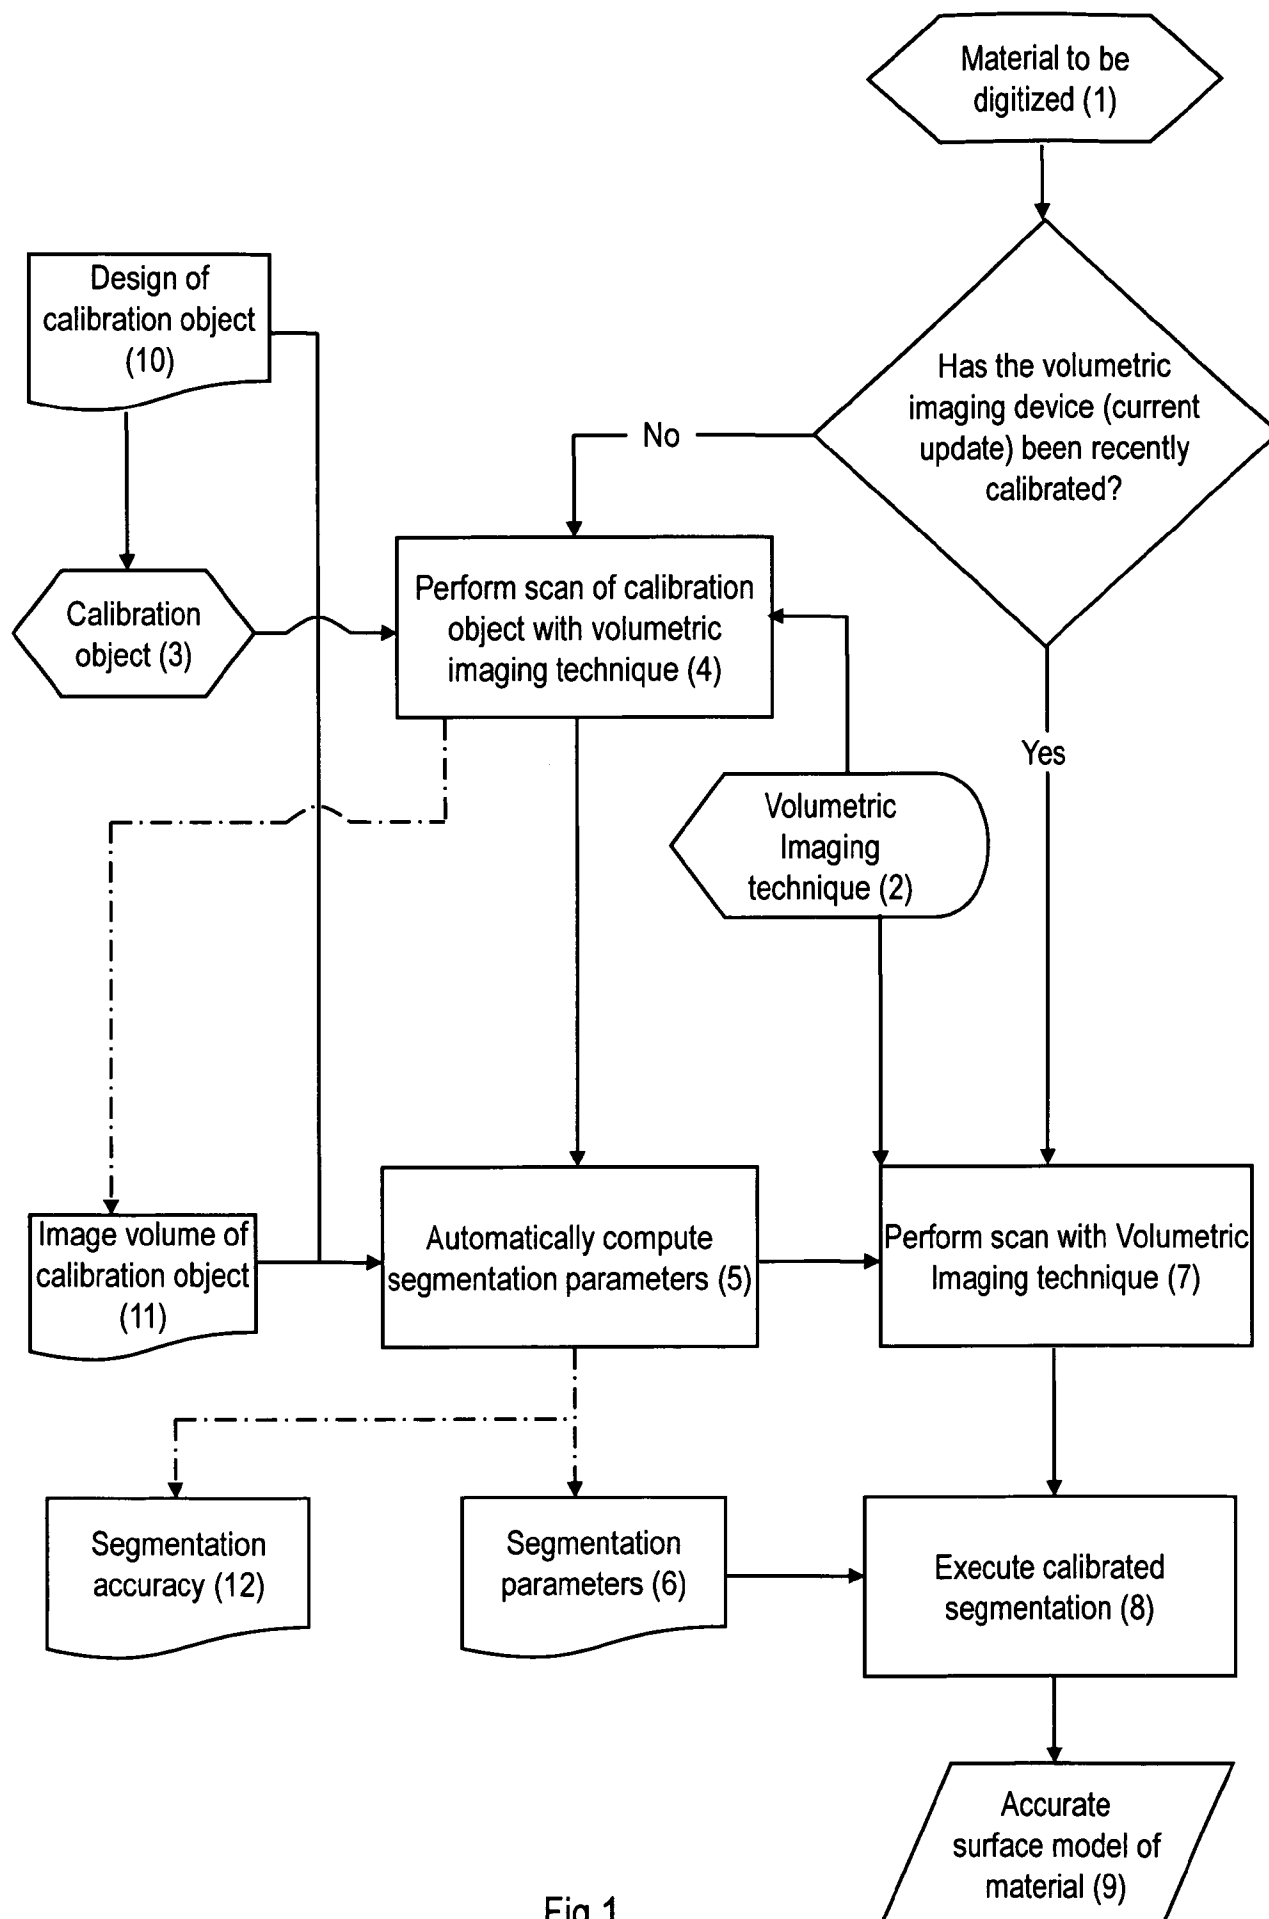 Material to be
digitized (1)
Design of
calibration object
(10)
Has the volumetric
imaging device (current
update) been recently
calibrated?
No
Perform scan of calibration
object with volumetric
imaging technique (4)
Calibration
object (3)
Yes
Volumetric
Imaging
technique (2)
Image volume of
calibration object
(11)
Automatically compute
segmentation parameters (5)
Perform scan with Volumetric
Imaging technique (7)
Segmentation
accuracy (12)
Segmentation
parameters (6)
Execute calibrated
segmentation (8)
Accurate
surface model of
material (9)
Fig 1